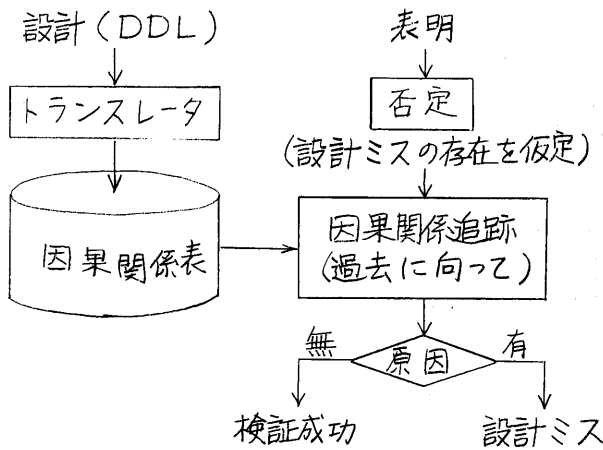 設計(DDL)
トランスレータ
因果関係表
表明
否定
(設計ミスの存在を仮定)
因果関係追跡
(過去に向って)
原因
無
有
検証成功
設計ミス